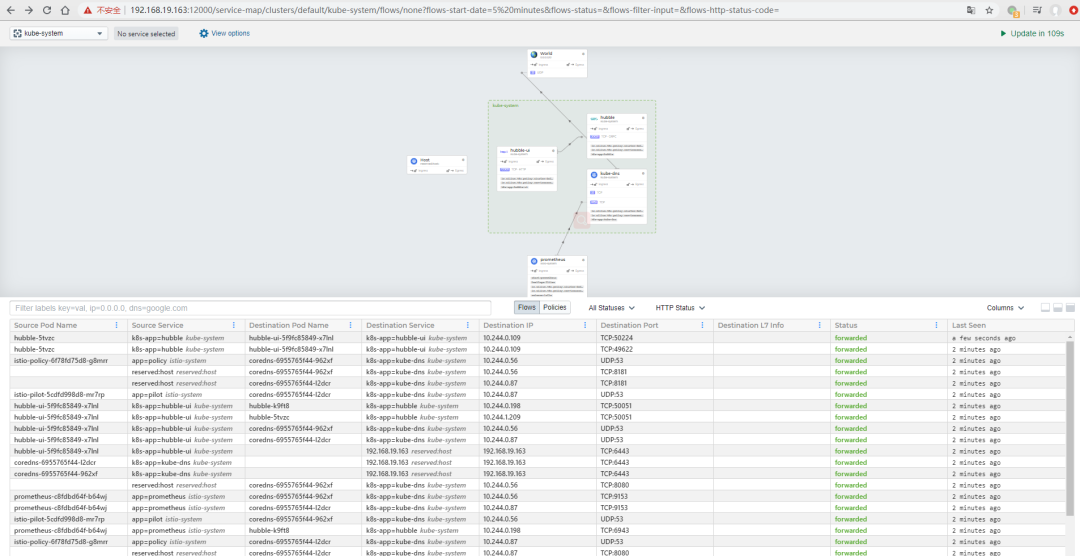 不安全 192.168.19.163:12000/service-map/clusters/default/kube-system/flows/none?flows-start-date=5%20minutes&flows-status=&flows-filter-input=&flows-http-status-code=
kube-system No service selected View options Update in 109s
World
kube-system
hubble
hubble-ui
Host
kube-dns
prometheus
Filter labels key=val, ip=0.0.0.0, dns=google.com Flows Policies All Statuses HTTP Status Columns
Source Pod Name Source Service Destination Pod Name Destination Service Destination IP Destination Port Destination L7 Info Status Last Seen
hubble-5tvzc k8s-app=hubble kube-system hubble-ui-5f9fc85849-x7lnl k8s-app=hubble-ui kube-system 10.244.0.109 TCP:50224 forwarded a few seconds ago
hubble-5tvzc k8s-app=hubble kube-system hubble-ui-5f9fc85849-x7lnl k8s-app=hubble-ui kube-system 10.244.0.109 TCP:49622 forwarded 2 minutes ago
istio-policy-6f78fd75d8-g8mrr app=policy istio-system coredns-6955765f44-962xf k8s-app=kube-dns kube-system 10.244.0.56 UDP:53 forwarded 2 minutes ago
reserved:host reserved:host coredns-6955765f44-962xf k8s-app=kube-dns kube-system 10.244.0.56 TCP:8181 forwarded 2 minutes ago
reserved:host reserved:host coredns-6955765f44-l2dcr k8s-app=kube-dns kube-system 10.244.0.87 TCP:8181 forwarded 2 minutes ago
istio-pilot-5cdfd998d8-mr7rp app=pilot istio-system coredns-6955765f44-l2dcr k8s-app=kube-dns kube-system 10.244.0.87 UDP:53 forwarded 2 minutes ago
hubble-ui-5f9fc85849-x7lnl k8s-app=hubble-ui kube-system hubble-k9ft8 k8s-app=hubble kube-system 10.244.0.198 TCP:50051 forwarded 2 minutes ago
hubble-ui-5f9fc85849-x7lnl k8s-app=hubble-ui kube-system hubble-5tvzc k8s-app=hubble kube-system 10.244.1.209 TCP:50051 forwarded 2 minutes ago
hubble-ui-5f9fc85849-x7lnl k8s-app=hubble-ui kube-system coredns-6955765f44-962xf k8s-app=kube-dns kube-system 10.244.0.56 UDP:53 forwarded 2 minutes ago
hubble-ui-5f9fc85849-x7lnl k8s-app=hubble-ui kube-system coredns-6955765f44-l2dcr k8s-app=kube-dns kube-system 10.244.0.87 UDP:53 forwarded 2 minutes ago
hubble-ui-5f9fc85849-x7lnl k8s-app=hubble-ui kube-system 192.168.19.163 reserved:host 192.168.19.163 TCP:6443 forwarded 2 minutes ago
coredns-6955765f44-l2dcr k8s-app=kube-dns kube-system 192.168.19.163 reserved:host 192.168.19.163 TCP:6443 forwarded 2 minutes ago
coredns-6955765f44-962xf k8s-app=kube-dns kube-system 192.168.19.163 reserved:host 192.168.19.163 TCP:6443 forwarded 2 minutes ago
reserved:host reserved:host coredns-6955765f44-962xf k8s-app=kube-dns kube-system 10.244.0.56 TCP:8080 forwarded 2 minutes ago
prometheus-c8fdbd64f-b64wj app=prometheus istio-system coredns-6955765f44-962xf k8s-app=kube-dns kube-system 10.244.0.56 TCP:9153 forwarded 2 minutes ago
prometheus-c8fdbd64f-b64wj app=prometheus istio-system coredns-6955765f44-l2dcr k8s-app=kube-dns kube-system 10.244.0.87 TCP:9153 forwarded 2 minutes ago
istio-pilot-5cdfd998d8-mr7rp app=pilot istio-system coredns-6955765f44-962xf k8s-app=kube-dns kube-system 10.244.0.56 UDP:53 forwarded 2 minutes ago
prometheus-c8fdbd64f-b64wj app=prometheus istio-system hubble-k9ft8 k8s-app=hubble kube-system 10.244.0.198 TCP:6943 forwarded 2 minutes ago
istio-policy-6f78fd75d8-g8mrr app=policy istio-system coredns-6955765f44-l2dcr k8s-app=kube-dns kube-system 10.244.0.87 UDP:53 forwarded 2 minutes ago
reserved:host reserved:host coredns-6955765f44-l2dcr k8s-app=kube-dns kube-system 10.244.0.87 TCP:8080 forwarded 2 minutes ago